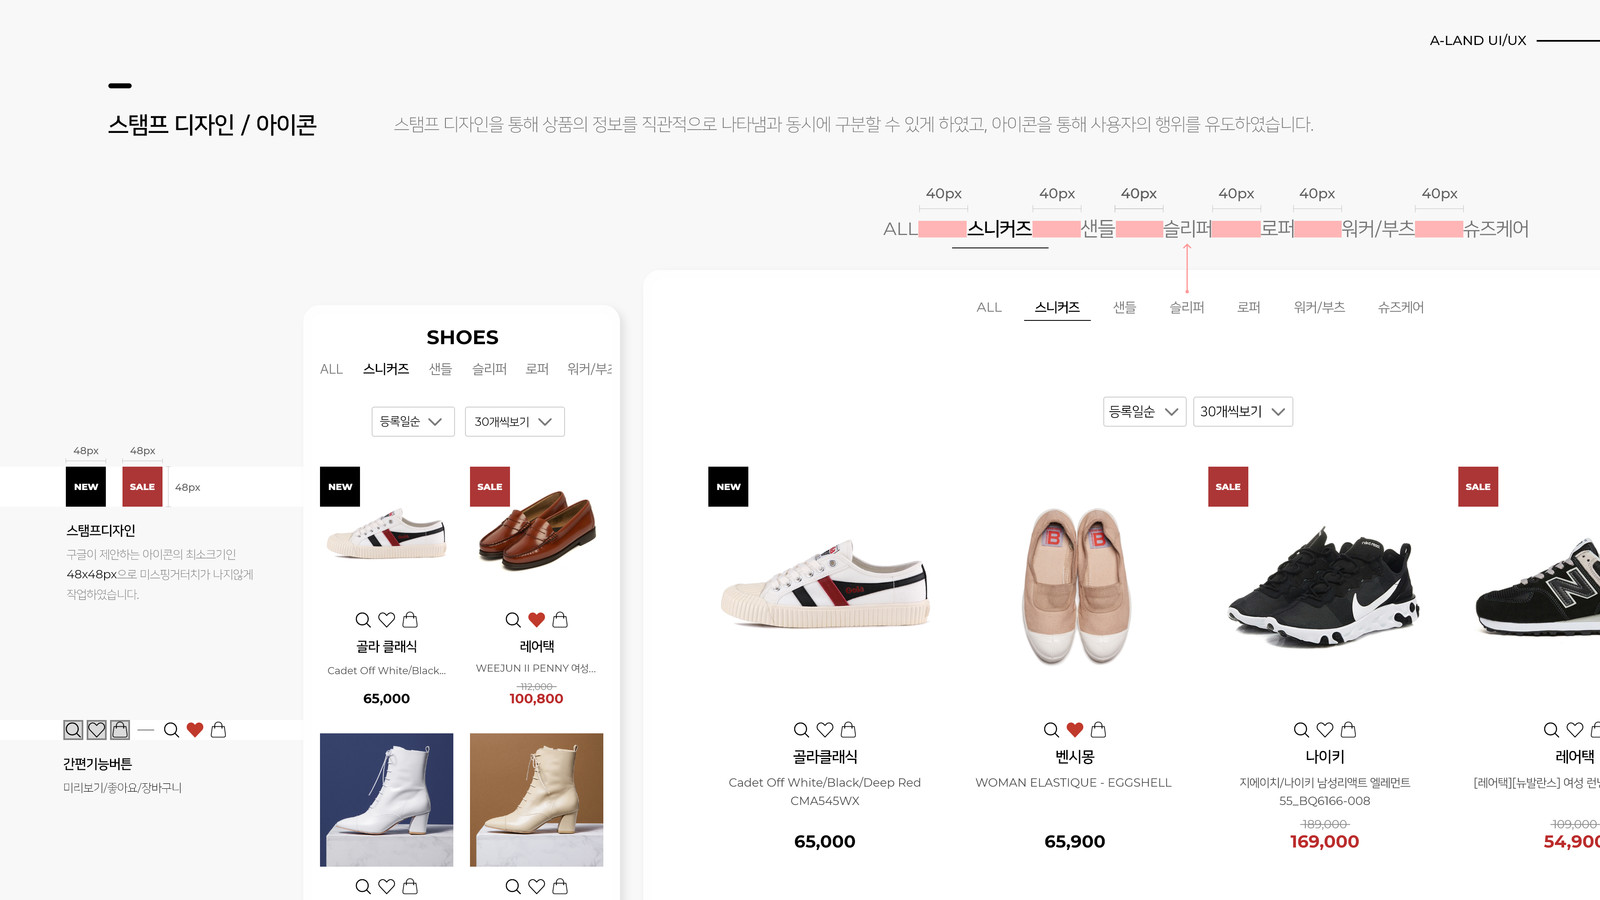 A-LAND UI/UX
스탬프 디자인 / 아이콘
스탬프 디자인을 통해 상품의 정보를 직관적으로 나타냄과 동시에 구분할 수 있게 하였고, 아이콘을 통해 사용자의 행위를 유도하였습니다.
40px 40px 40px 40px 40px 40px
ALL 스니커즈 샌들 슬리퍼 로퍼 워커/부츠 슈즈케어
ALL 스니커즈 샌들 슬리퍼 로퍼 워커/부츠 슈즈케어
등록일순 30개씩보기
SHOES
ALL 스니커즈 샌들 슬리퍼 로퍼 워커/부츠
등록일순 30개씩보기
48px 48px
NEW SALE 48px
스탬프디자인
구글이 제안하는 아이콘의 최소크기인
48x48px으로 미스핑거터치가 나지않게
작업하였습니다.
간편기능버튼
미리보기/좋아요/장바구니
NEW
골라 클래식
Cadet Off White/Black...
65,000
SALE
레어택
WEEJUN II PENNY 여성...
112,000
100,800
NEW
Gola
골라클래식
Cadet Off White/Black/Deep Red
CMA545WX
65,000
B B
벤시몽
WOMAN ELASTIQUE - EGGSHELL
65,900
SALE
나이키
지에이치/나이키 남성리액트 엘레먼트
55_BQ6166-008
189,000
169,000
SALE
N
레어택
[레어택][뉴발란스] 여성 런
109,000
54,900